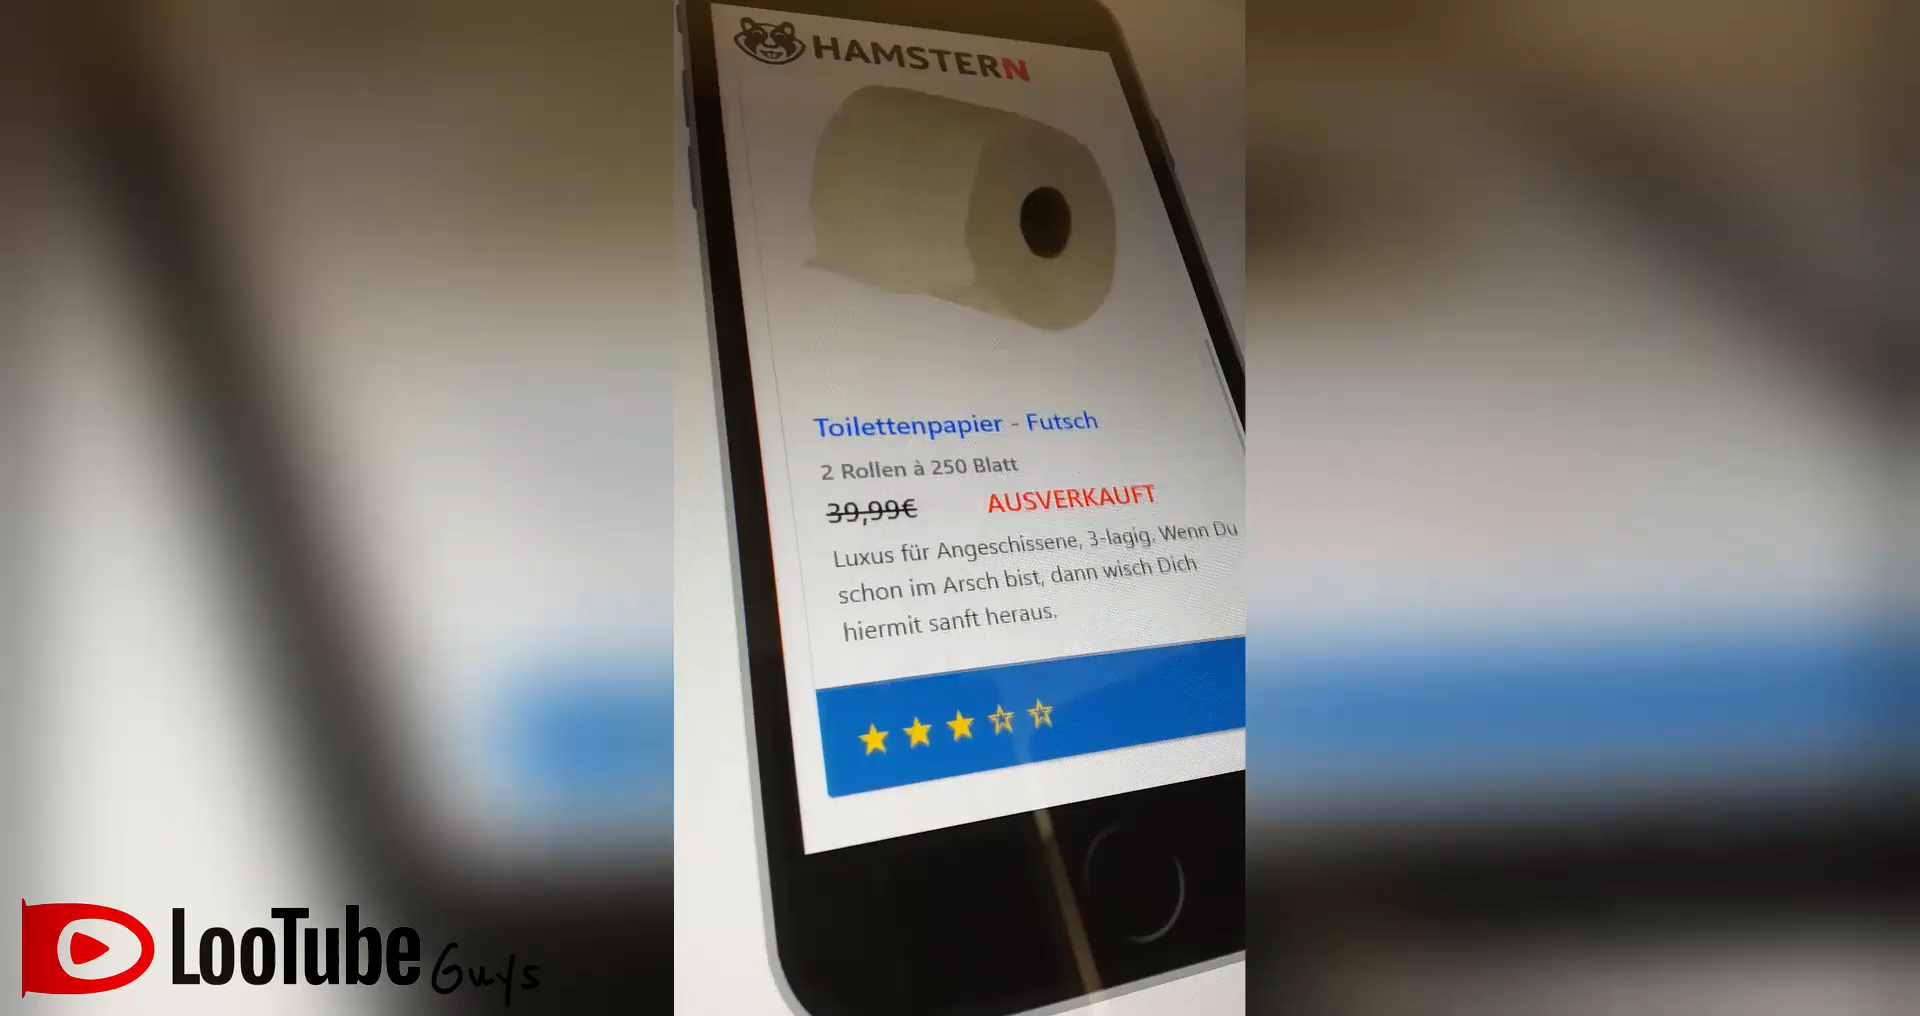 HAMSTERN
Toilettenpapier - Futsch
2 Rollen à 250 Blatt
39,99€ AUSVERKAUFT
Luxus für Angeschissene, 3-lagig. Wenn Du
schon im Arsch bist, dann wisch Dich
hiermit sanft heraus.
LooTube Guys